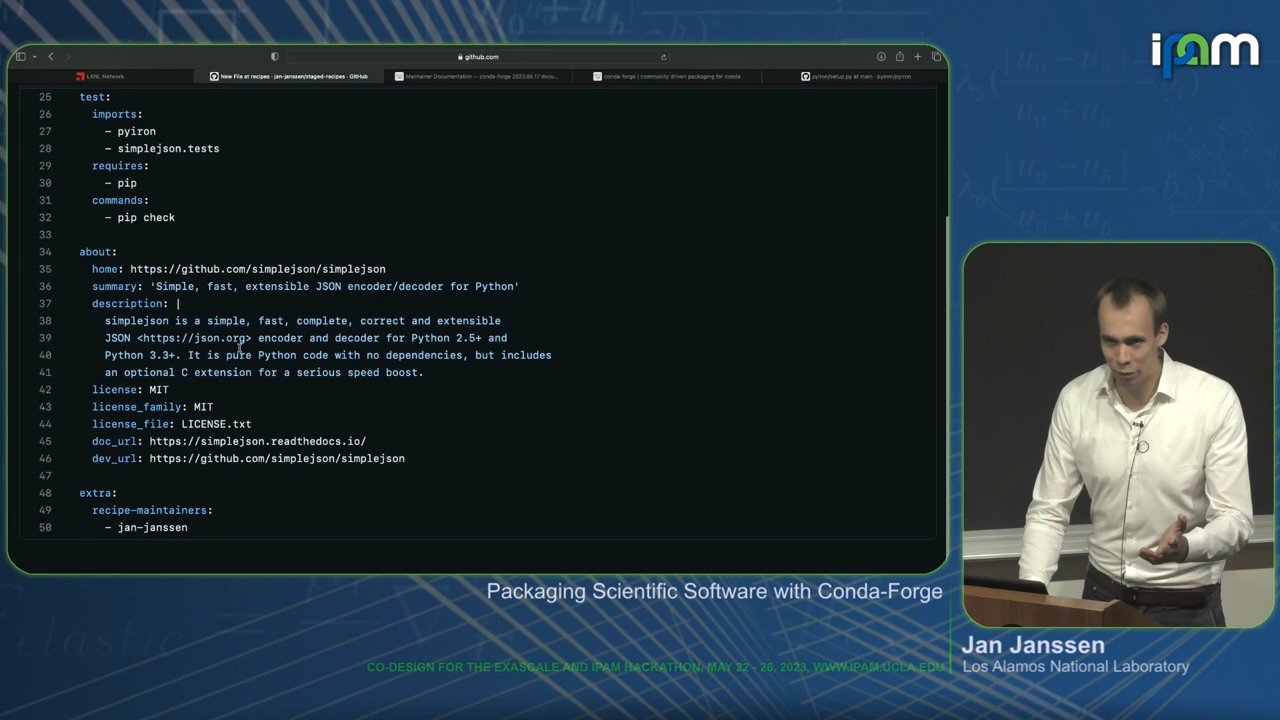 ipam
github.com
LANL Network
New File at recipes · jan-janssen/staged-recipes · GitHub
Maintainer Documentation — conda-forge 2023.05.17 docu...
conda-forge | community driven packaging for conda
pyiron/setup.py at main · pyiron/pyiron
25 test:
26 imports:
27 - pyiron
28 - simplejson.tests
29 requires:
30 - pip
31 commands:
32 - pip check
33
34 about:
35 home: https://github.com/simplejson/simplejson
36 summary: 'Simple, fast, extensible JSON encoder/decoder for Python'
37 description: |
38 simplejson is a simple, fast, complete, correct and extensible
39 JSON <https://json.org> encoder and decoder for Python 2.5+ and
40 Python 3.3+. It is pure Python code with no dependencies, but includes
41 an optional C extension for a serious speed boost.
42 license: MIT
43 license_family: MIT
44 license_file: LICENSE.txt
45 doc_url: https://simplejson.readthedocs.io/
46 dev_url: https://github.com/simplejson/simplejson
47
48 extra:
49 recipe-maintainers:
50 - jan-janssen
Packaging Scientific Software with Conda-Forge
Jan Janssen
Los Alamos National Laboratory
CO-DESIGN FOR THE EXASCALE AND IPAM HACKATHON, MAY 22 - 26, 2023, WWW.IPAM.UCLA.EDU
elastic